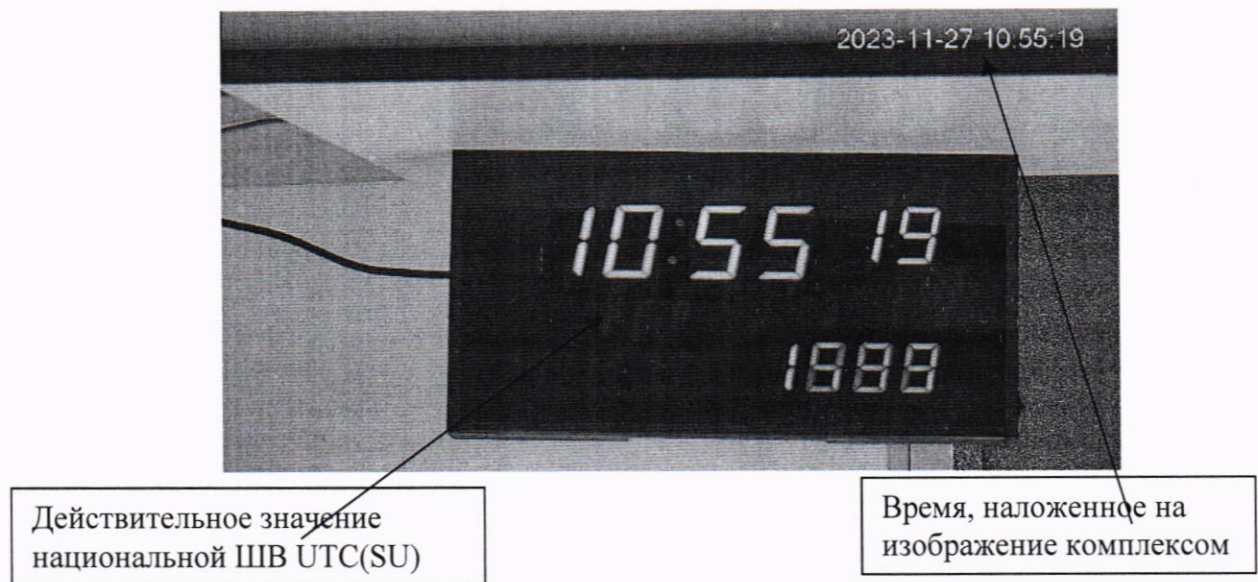 2023-11-27 10:55:19
10:55 19
1888
Действительное значение
национальной ШВ UTC(SU)
Время, наложенное на
изображение комплексом